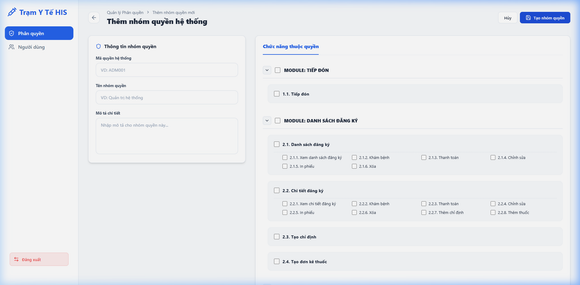 Trạm Y Tế HIS
Phân quyền
Người dùng
Đăng xuất
Quản lý Phân quyền > Thêm nhóm quyền mới
Thêm nhóm quyền hệ thống
Hủy
Tạo nhóm quyền
Thông tin nhóm quyền
Mã quyền hệ thống
VD: ADMIN01
Tên nhóm quyền
VD: Quản trị hệ thống
Mô tả chi tiết
Nhập mô tả cho nhóm quyền này...
Chức năng thuộc quyền
MODULE: TIẾP ĐÓN
1.1. Tiếp đón
MODULE: DANH SÁCH ĐĂNG KÝ
2.1. Danh sách đăng ký
2.1.1. Xem danh sách đăng ký
2.1.2. Khám bệnh
2.1.3. Thanh toán
2.1.4. Chỉnh sửa
2.1.5. In phiếu
2.1.6. Xóa
2.2. Chi tiết đăng ký
2.2.1. Xem chi tiết đăng ký
2.2.2. Khám bệnh
2.2.3. Thanh toán
2.2.4. Chỉnh sửa
2.2.5. In phiếu
2.2.6. Xóa
2.2.7. Thêm chỉ định
2.2.8. Thêm thuốc
2.3. Tạo chỉ định
2.4. Tạo đơn kê thuốc